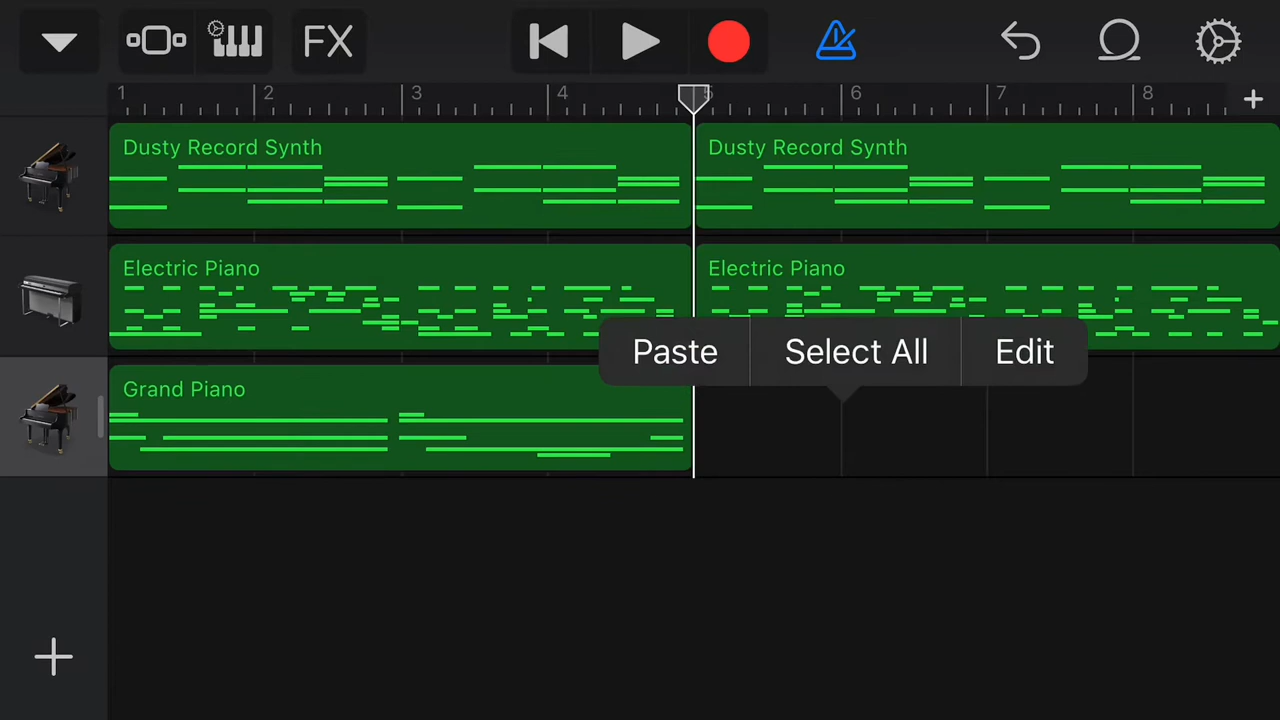 FX
1 2 3 4 5 6 7 8
Dusty Record Synth
Dusty Record Synth
Electric Piano
Electric Piano
Paste
Select All
Edit
Grand Piano